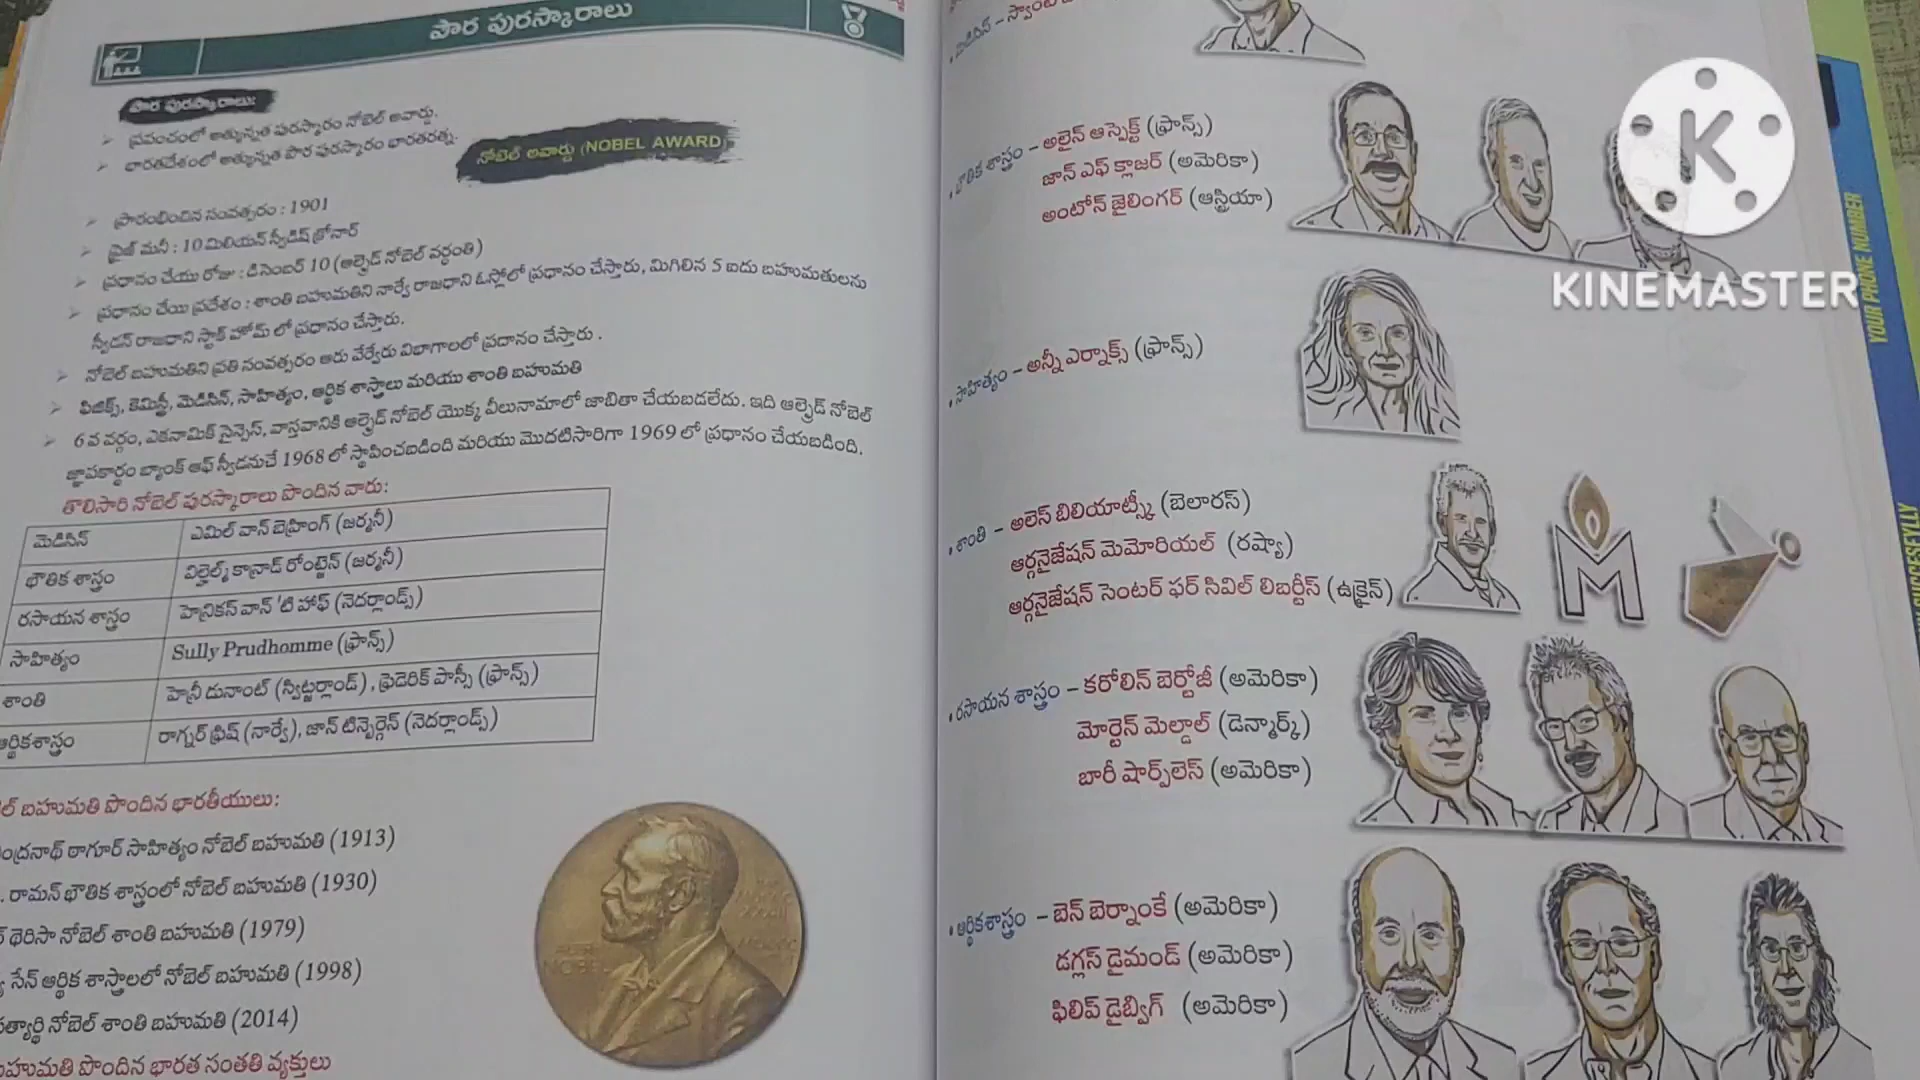 పౌర పురస్కారాలు
పౌర పురస్కారాలు:
ప్రపంచంలో అత్యున్నత పురస్కారం నోబెల్ అవార్డు.
భారతదేశంలో అత్యున్నత పౌర పురస్కారం భారతరత్న.
నోబెల్ అవార్డు (NOBEL AWARD)
ప్రారంభించిన సంవత్సరం : 1901
ప్రైజ్ మనీ : 10 మిలియన్ స్వీడిష్ క్రోనార్
ప్రధానం చేయు రోజు : డిసెంబర్ 10 (ఆల్ఫ్రెడ్ నోబెల్ వర్ధంతి)
ప్రధానం చేయి ప్రదేశం : శాంతి బహుమతిని నార్వే రాజధాని ఓస్లోలో ప్రధానం చేస్తారు, మిగిలిన 5 ఐదు బహుమతులను
స్వీడన్ రాజధాని స్టాక్ హోమ్ లో ప్రధానం చేస్తారు.
నోబెల్ బహుమతిని ప్రతి సంవత్సరం ఆరు వేర్వేరు విభాగాలలో ప్రదానం చేస్తారు .
ఫిజిక్స్, కెమిస్ట్రీ, మెడిసిన్, సాహిత్యం, ఆర్థిక శాస్త్రాలు మరియు శాంతి బహుమతి
6 వ వర్గం, ఎకనామిక్ సైన్సెస్, వాస్తవానికి ఆల్ఫ్రెడ్ నోబెల్ యొక్క వీలునామాలో జాబితా చేయబడలేదు. ఇది ఆల్ఫ్రెడ్ నోబెల్
జ్ఞాపకార్థం బ్యాంక్ ఆఫ్ స్వీడనుచే 1968 లో స్థాపించబడింది మరియు మొదటిసారిగా 1969 లో ప్రధానం చేయబడింది.
తొలిసారి నోబెల్ పురస్కారాలు పొందిన వారు:
మెడిసిన్ ఎమిల్ వాన్ బెహ్రింగ్ (జర్మనీ)
భౌతిక శాస్త్రం విల్హెల్మ్ కానాడ్ రోంట్జెన్ (జర్మనీ)
రసాయన శాస్త్రం హెన్రికస్ వాన్ 'టి హాఫ్ (నెదర్లాండ్స్)
సాహిత్యం Sully Prudhomme (ఫ్రాన్స్)
శాంతి హెన్రీ డునాంట్ (స్విట్జర్లాండ్), ఫ్రెడెరిక్ పాస్సీ (ఫ్రాన్స్)
ఆర్థికశాస్త్రం రాగ్నర్ ఫ్రిష్ (నార్వే), జాన్ టిన్బెర్గెన్ (నెదర్లాండ్స్)
బహుమతి పొందిన భారతీయులు:
ఠాగూర్ సాహిత్యం నోబెల్ బహుమతి (1913)
రామన్ భౌతిక శాస్త్రంలో నోబెల్ బహుమతి (1930)
థెరిసా నోబెల్ శాంతి బహుమతి (1979)
సేన్ ఆర్థిక శాస్త్రాలలో నోబెల్ బహుమతి (1998)
నోబెల్ శాంతి బహుమతి (2014)
పొందిన భారత సంతతి వ్యక్తులు
మెడిసిన్ –
భౌతిక శాస్త్రం – అలైన్ ఆస్పెక్ట్ (ఫ్రాన్స్)
జాన్ ఎఫ్ క్లాజర్ (అమెరికా)
అంటోన్ జైలింగర్ (ఆస్ట్రియా)
సాహిత్యం – అన్నీ ఎర్నాక్స్ (ఫ్రాన్స్)
శాంతి – అలెస్ బిలియాట్స్కీ (బెలారస్)
ఆర్గనైజేషన్ మెమోరియల్ (రష్యా)
ఆర్గనైజేషన్ సెంటర్ ఫర్ సివిల్ లిబర్టీస్ (ఉక్రైన్)
రసాయన శాస్త్రం – కరోలిన్ బెర్టోజీ (అమెరికా)
మోర్టెన్ మెల్డాల్ (డెన్మార్క్)
బారీ షార్ప్‌లెస్ (అమెరికా)
ఆర్థికశాస్త్రం – బెన్ బెర్నాంకే (అమెరికా)
డగ్లస్ డైమండ్ (అమెరికా)
ఫిలిప్ డైబ్విగ్ (అమెరికా)
K
KINEMASTER
YOUR PHONE NUMBER